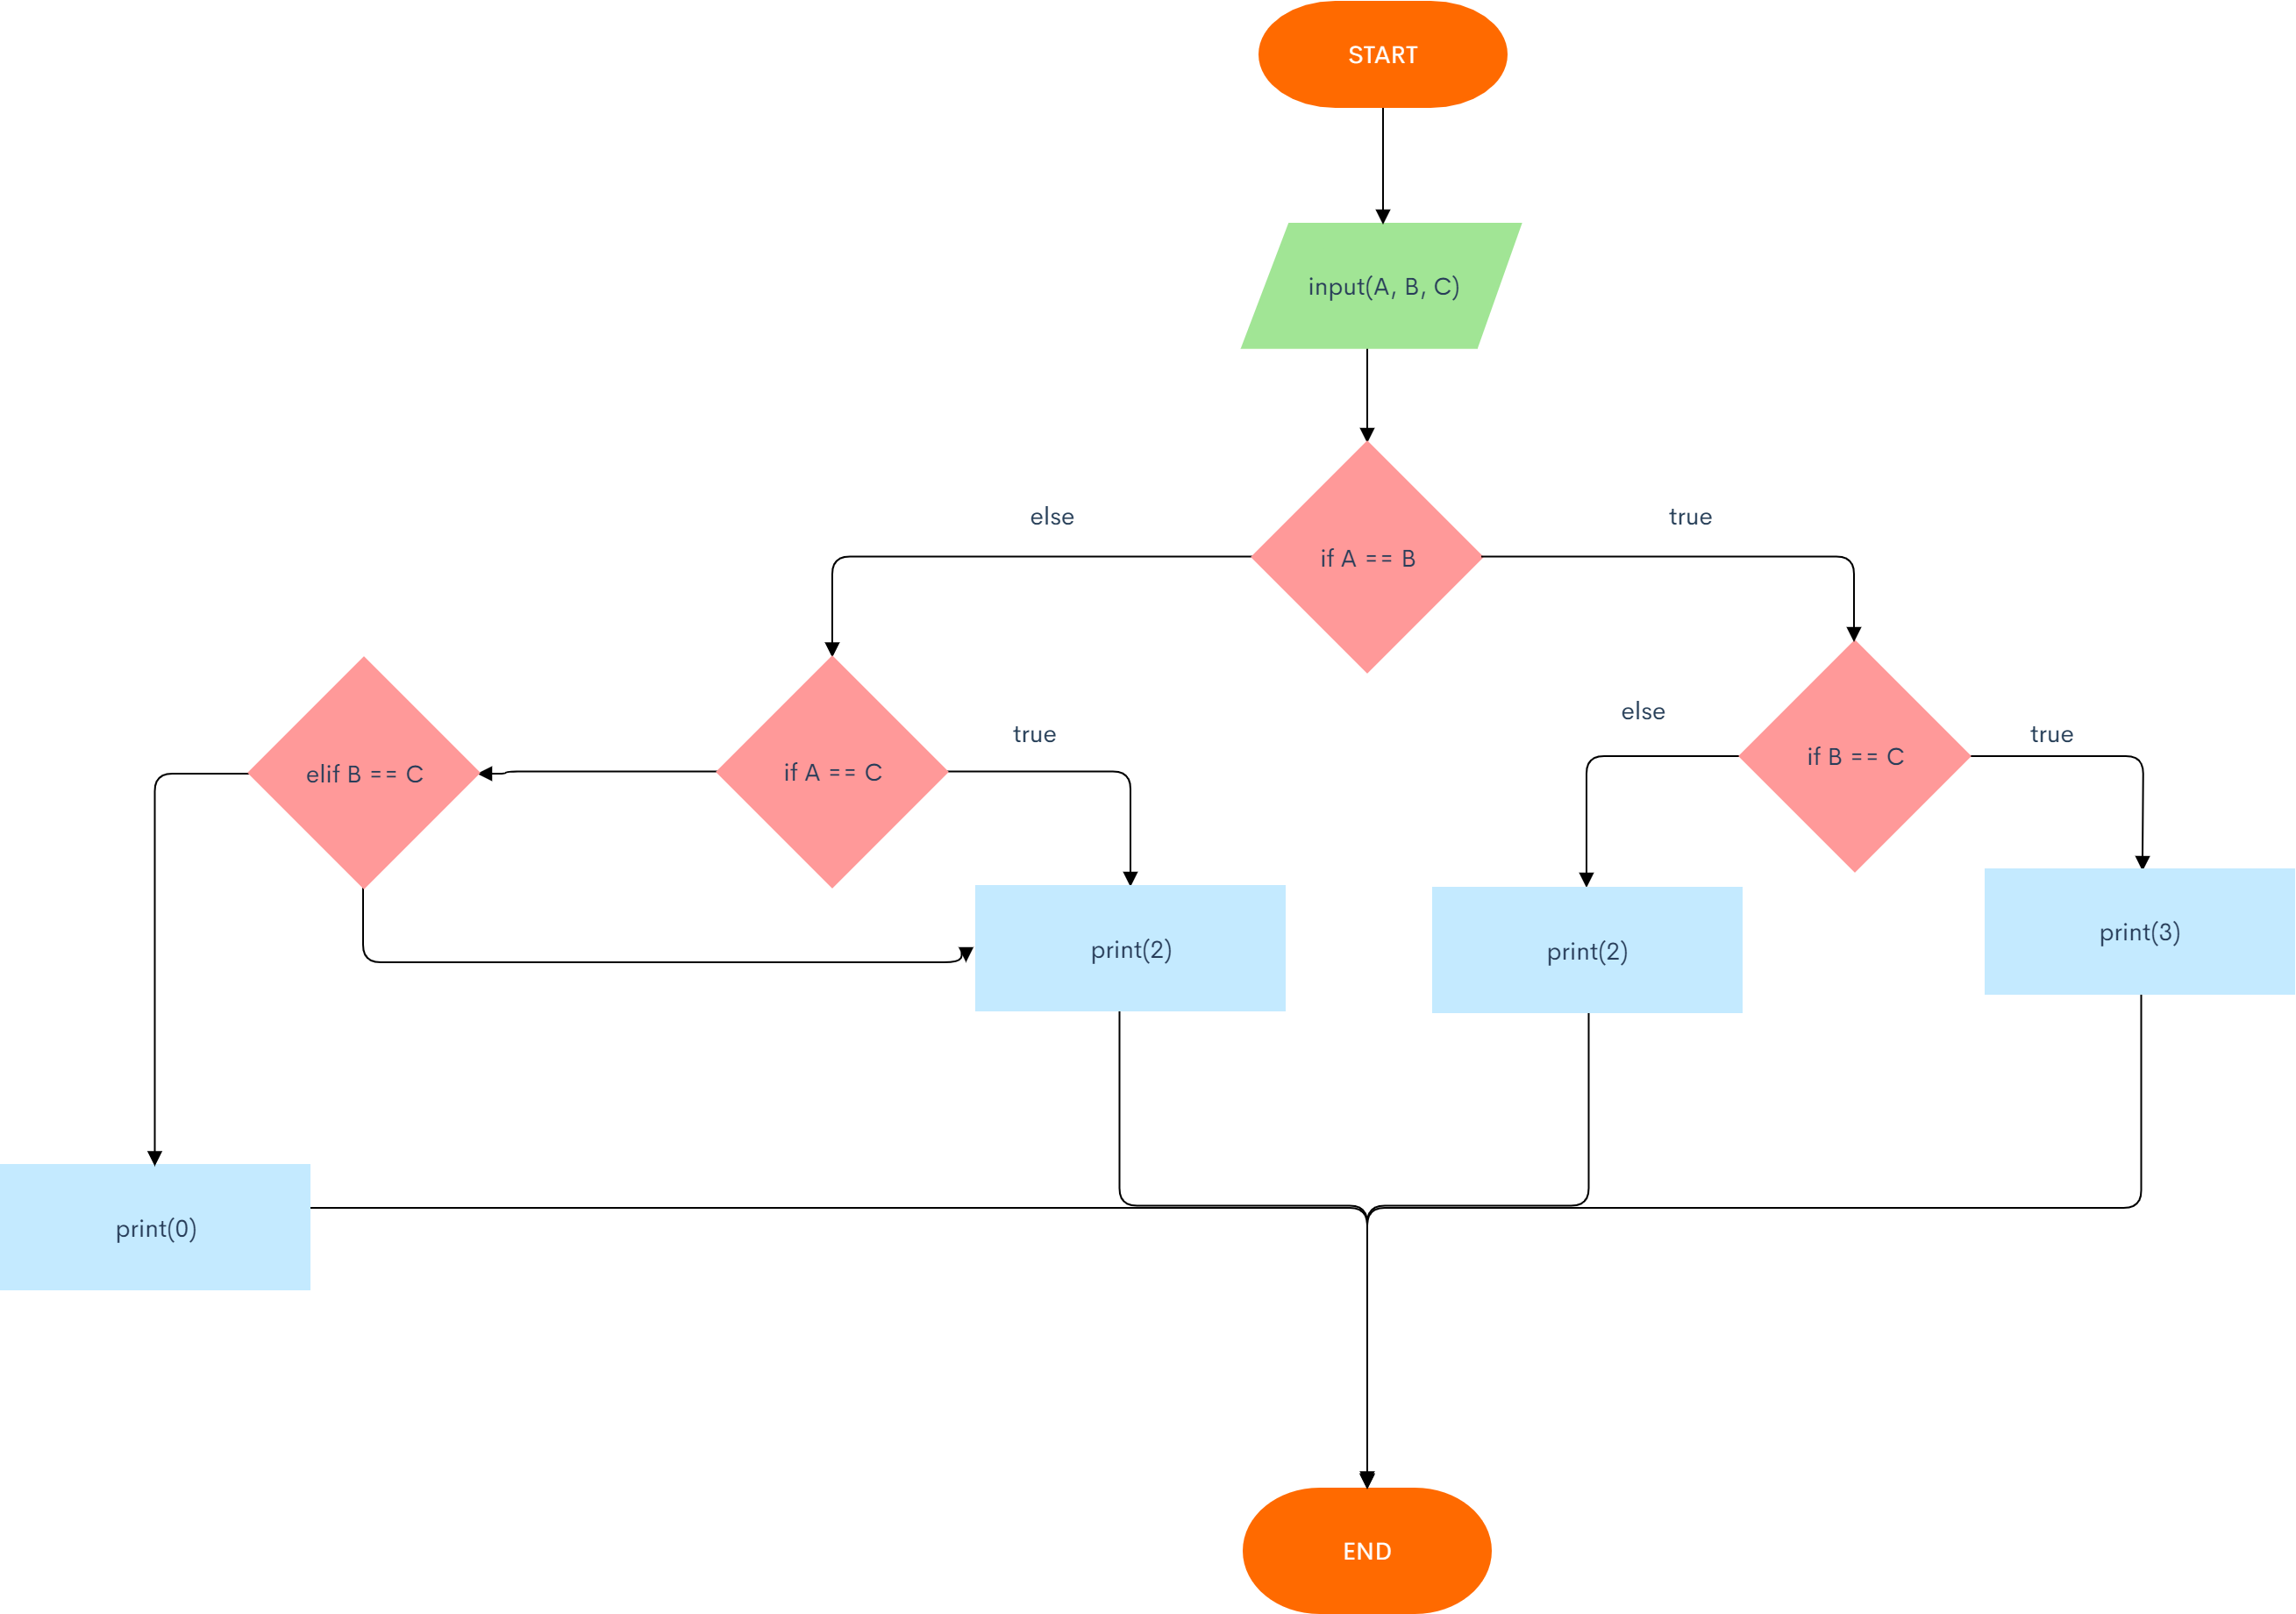 START
input(A, B, C)
else
true
if A == B
else
true
true
elif B == C
if A == C
if B == C
print(2)
print(2)
print(3)
print(0)
END